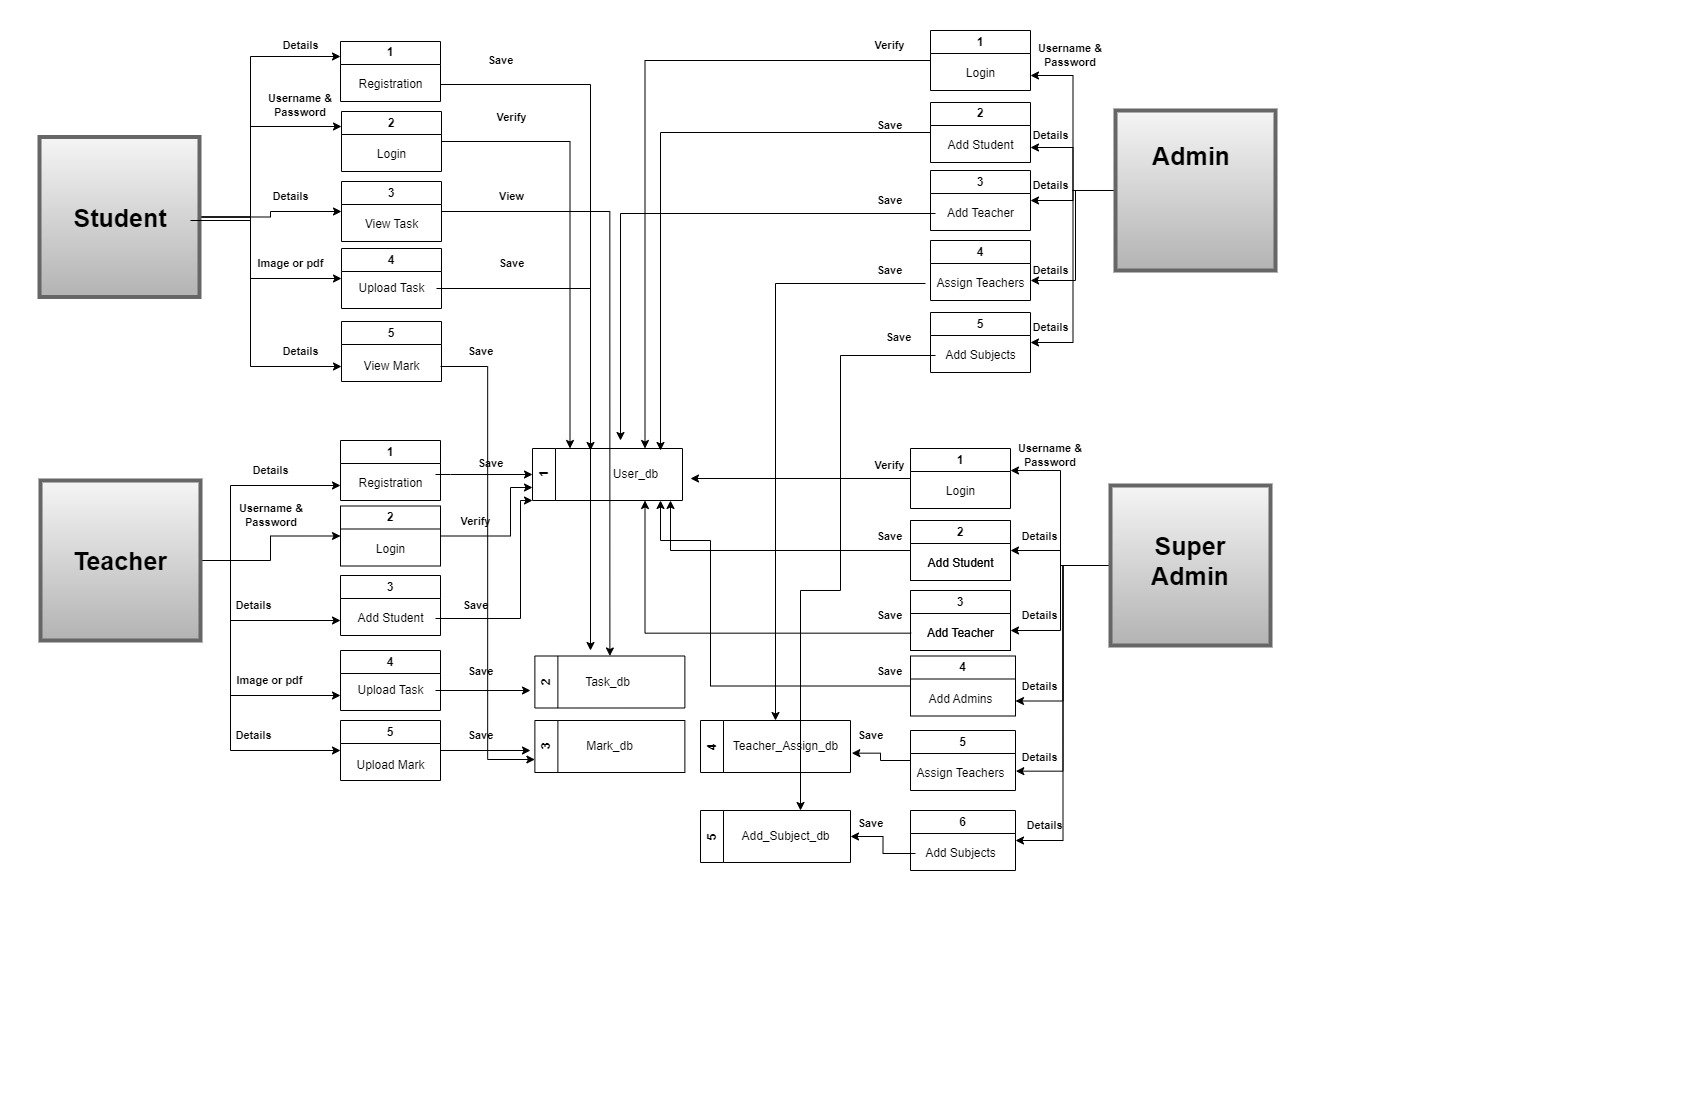 Student
Details
1
Registration
Save
Username &
Password
2
Login
Verify
Details
3
View Task
View
Image or pdf
4
Upload Task
Save
Details
5
View Mark
Save
Admin
Username &
Password
1
Login
Verify
Details
2
Add Student
Save
Details
3
Add Teacher
Save
Details
4
Assign Teachers
Save
Details
5
Add Subjects
Save
Teacher
Details
1
Registration
Save
Username &
Password
2
Login
Verify
Details
3
Add Student
Save
Image or pdf
4
Upload Task
Save
Details
5
Upload Mark
Save
1
User_db
2
Task_db
3
Mark_db
4
Teacher_Assign_db
5
Add_Subject_db
Super
Admin
Username &
Password
1
Login
Verify
Details
2
Add Student
Save
Details
3
Add Teacher
Save
Details
4
Add Admins
Save
Details
5
Assign Teachers
Save
Details
6
Add Subjects
Save